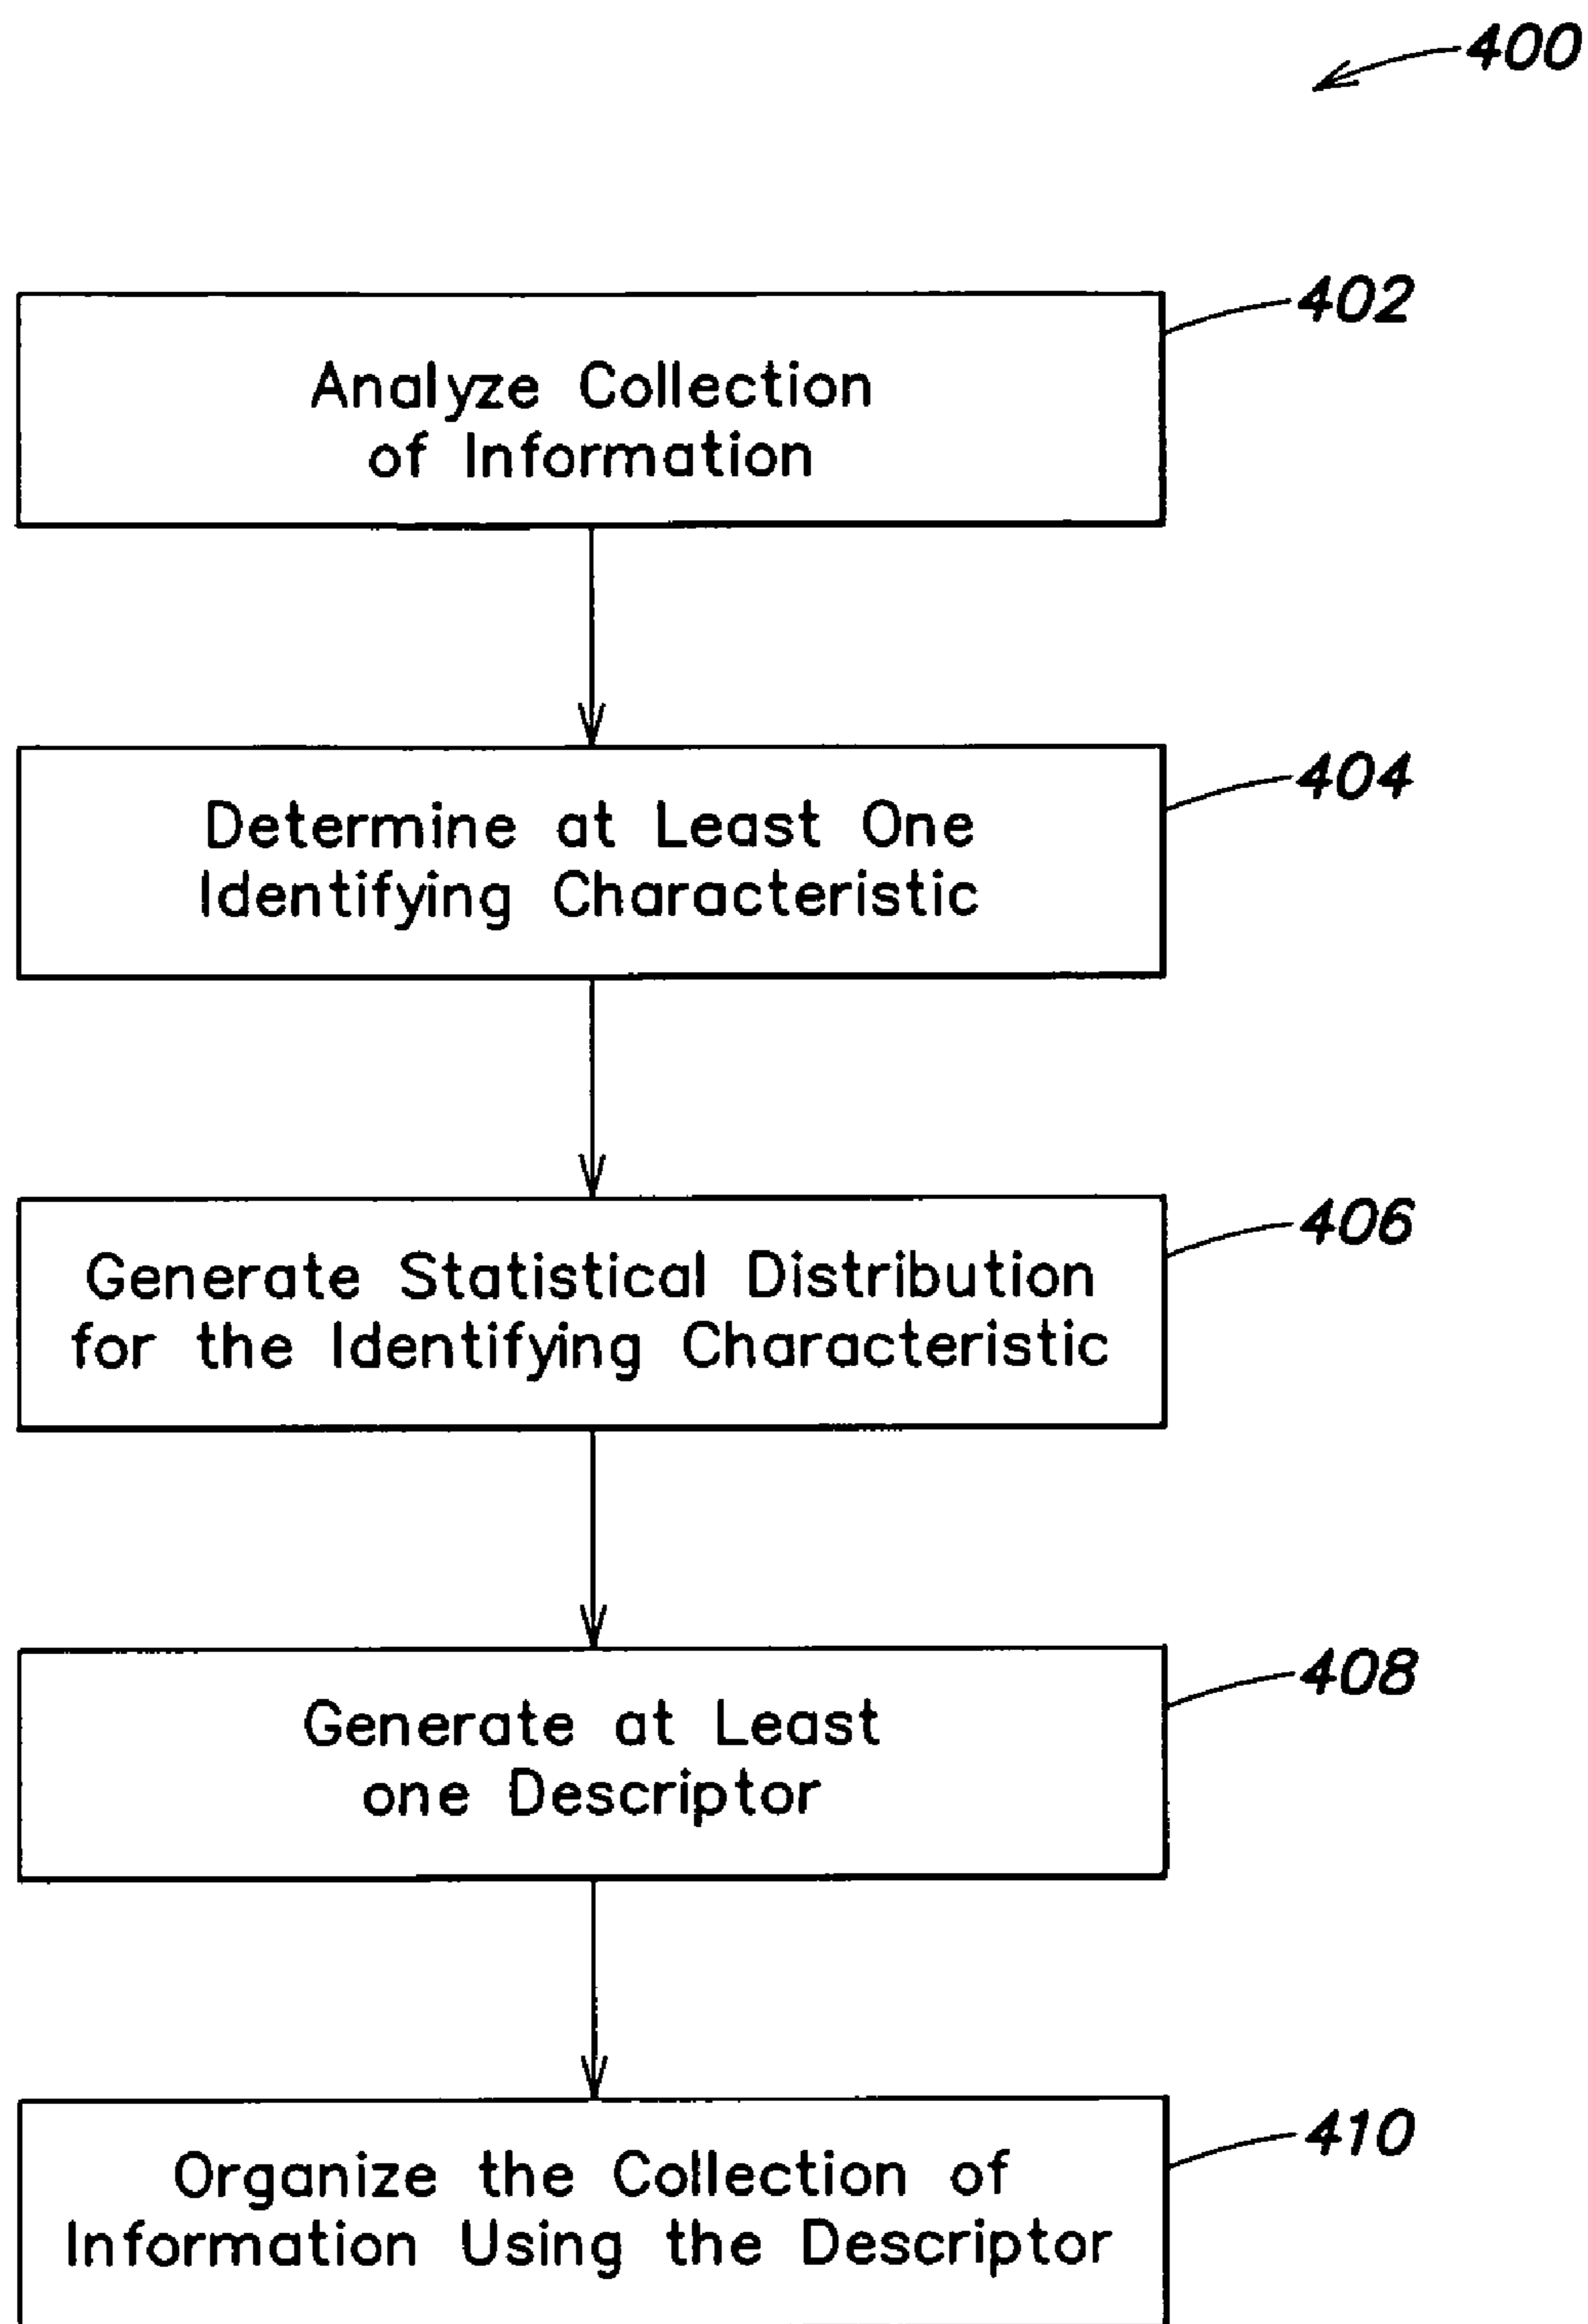 400
402
Analyze Collection
of Information
404
Determine at Least One
Identifying Characteristic
406
Generate Statistical Distribution
for the Identifying Characteristic
408
Generate at Least
one Descriptor
410
Organize the Collection of
Information Using the Descriptor